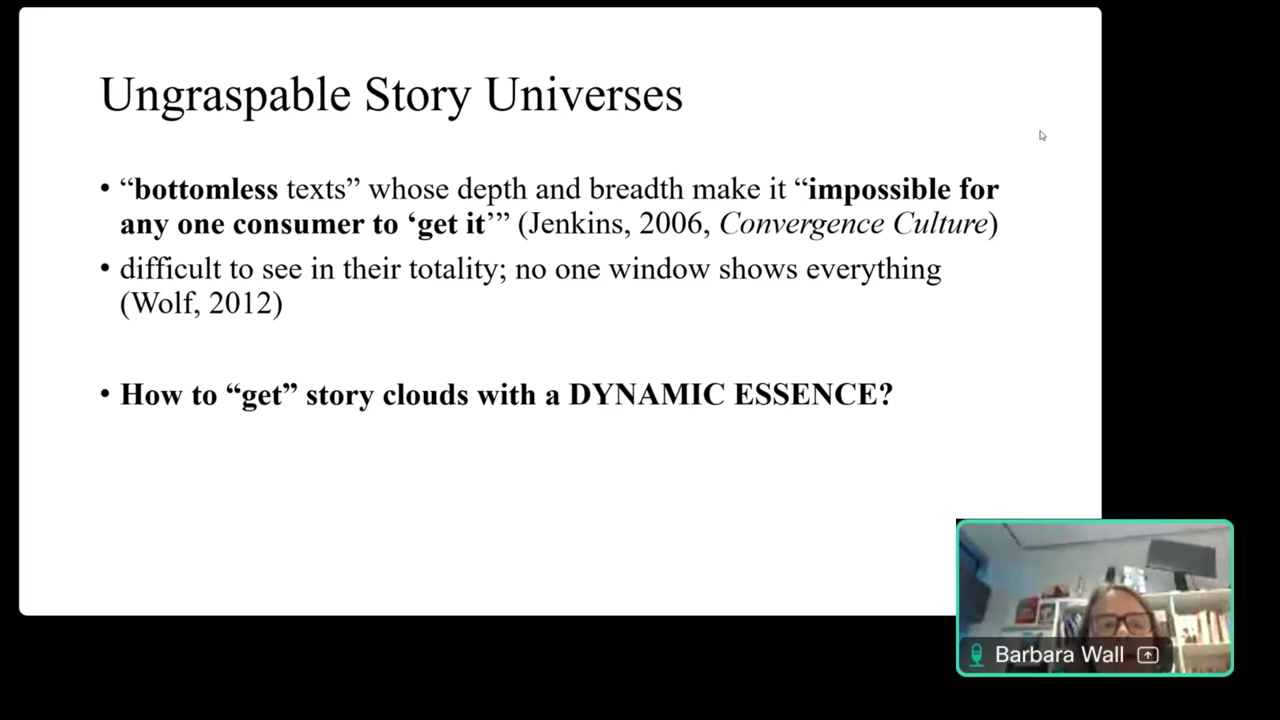 Ungraspable Story Universes
• “bottomless texts” whose depth and breadth make it “impossible for
any one consumer to ‘get it’” (Jenkins, 2006, Convergence Culture)
• difficult to see in their totality; no one window shows everything
(Wolf, 2012)
• How to “get” story clouds with a DYNAMIC ESSENCE?
Barbara Wall